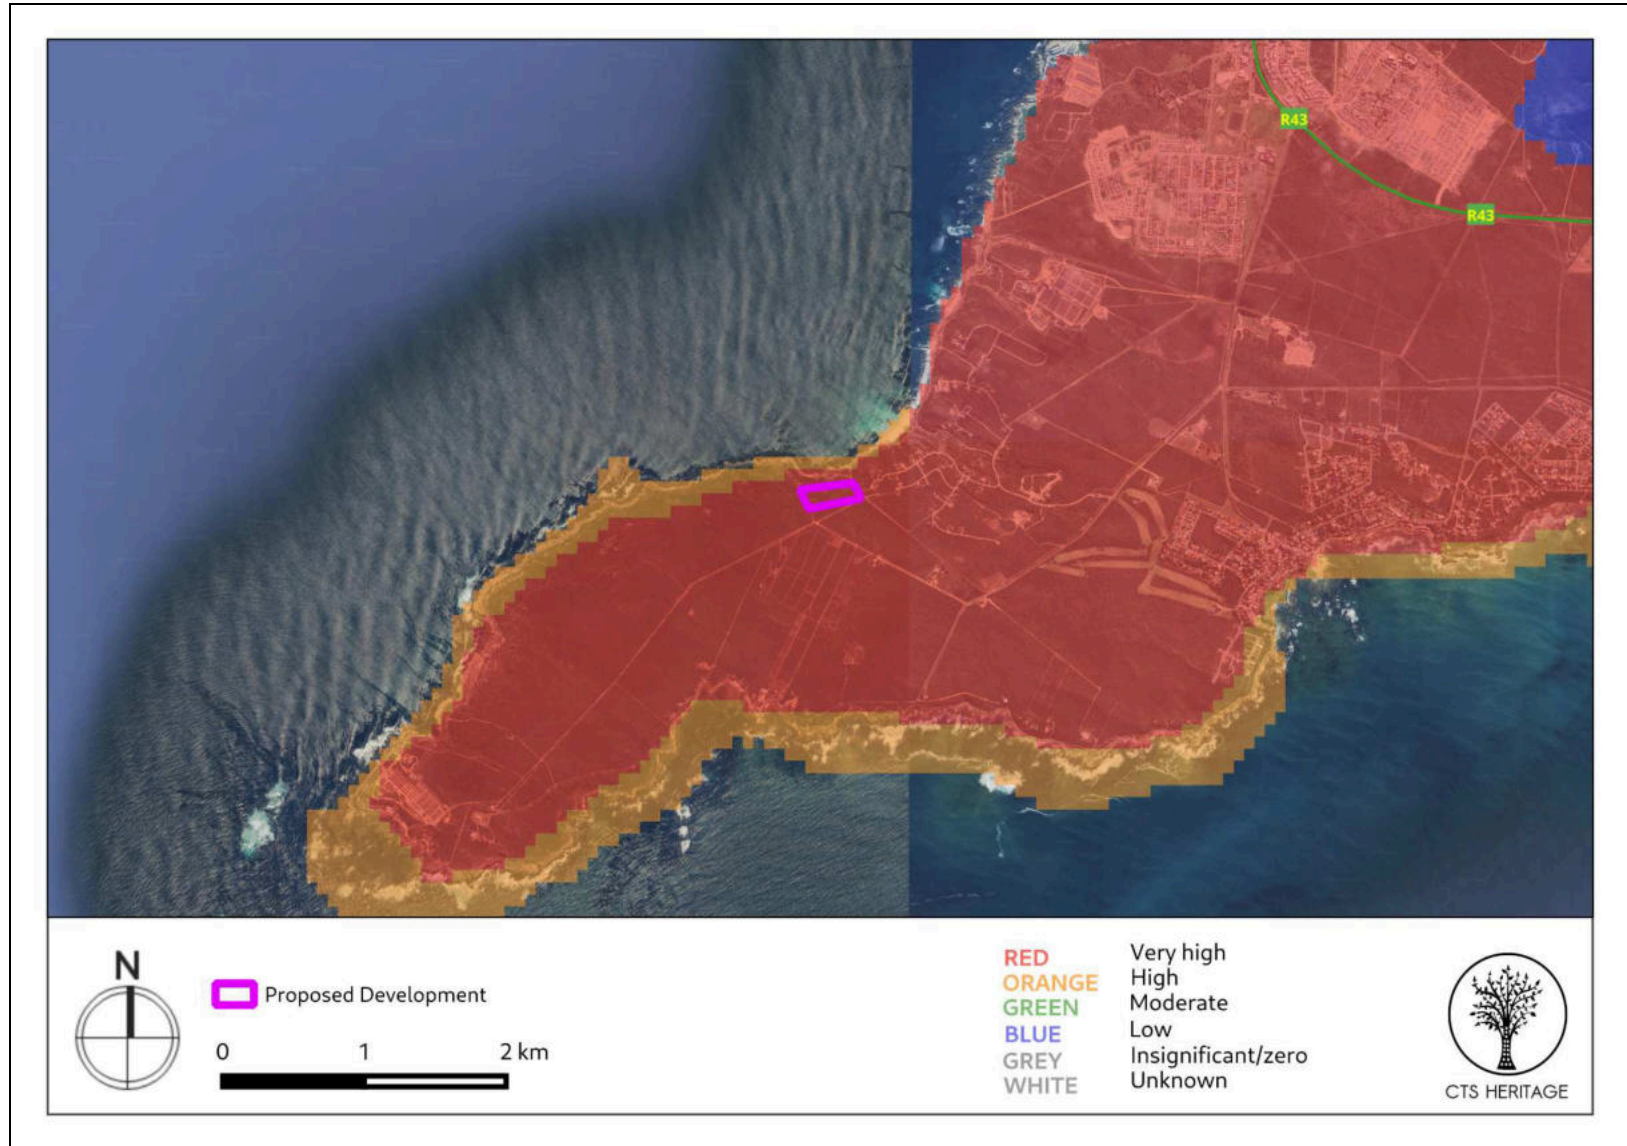 R43
R43
N
Proposed Development
0 1 2 km
RED Very high
ORANGE High
GREEN Moderate
BLUE Low
GREY Insignificant/zero
WHITE Unknown
CTS HERITAGE